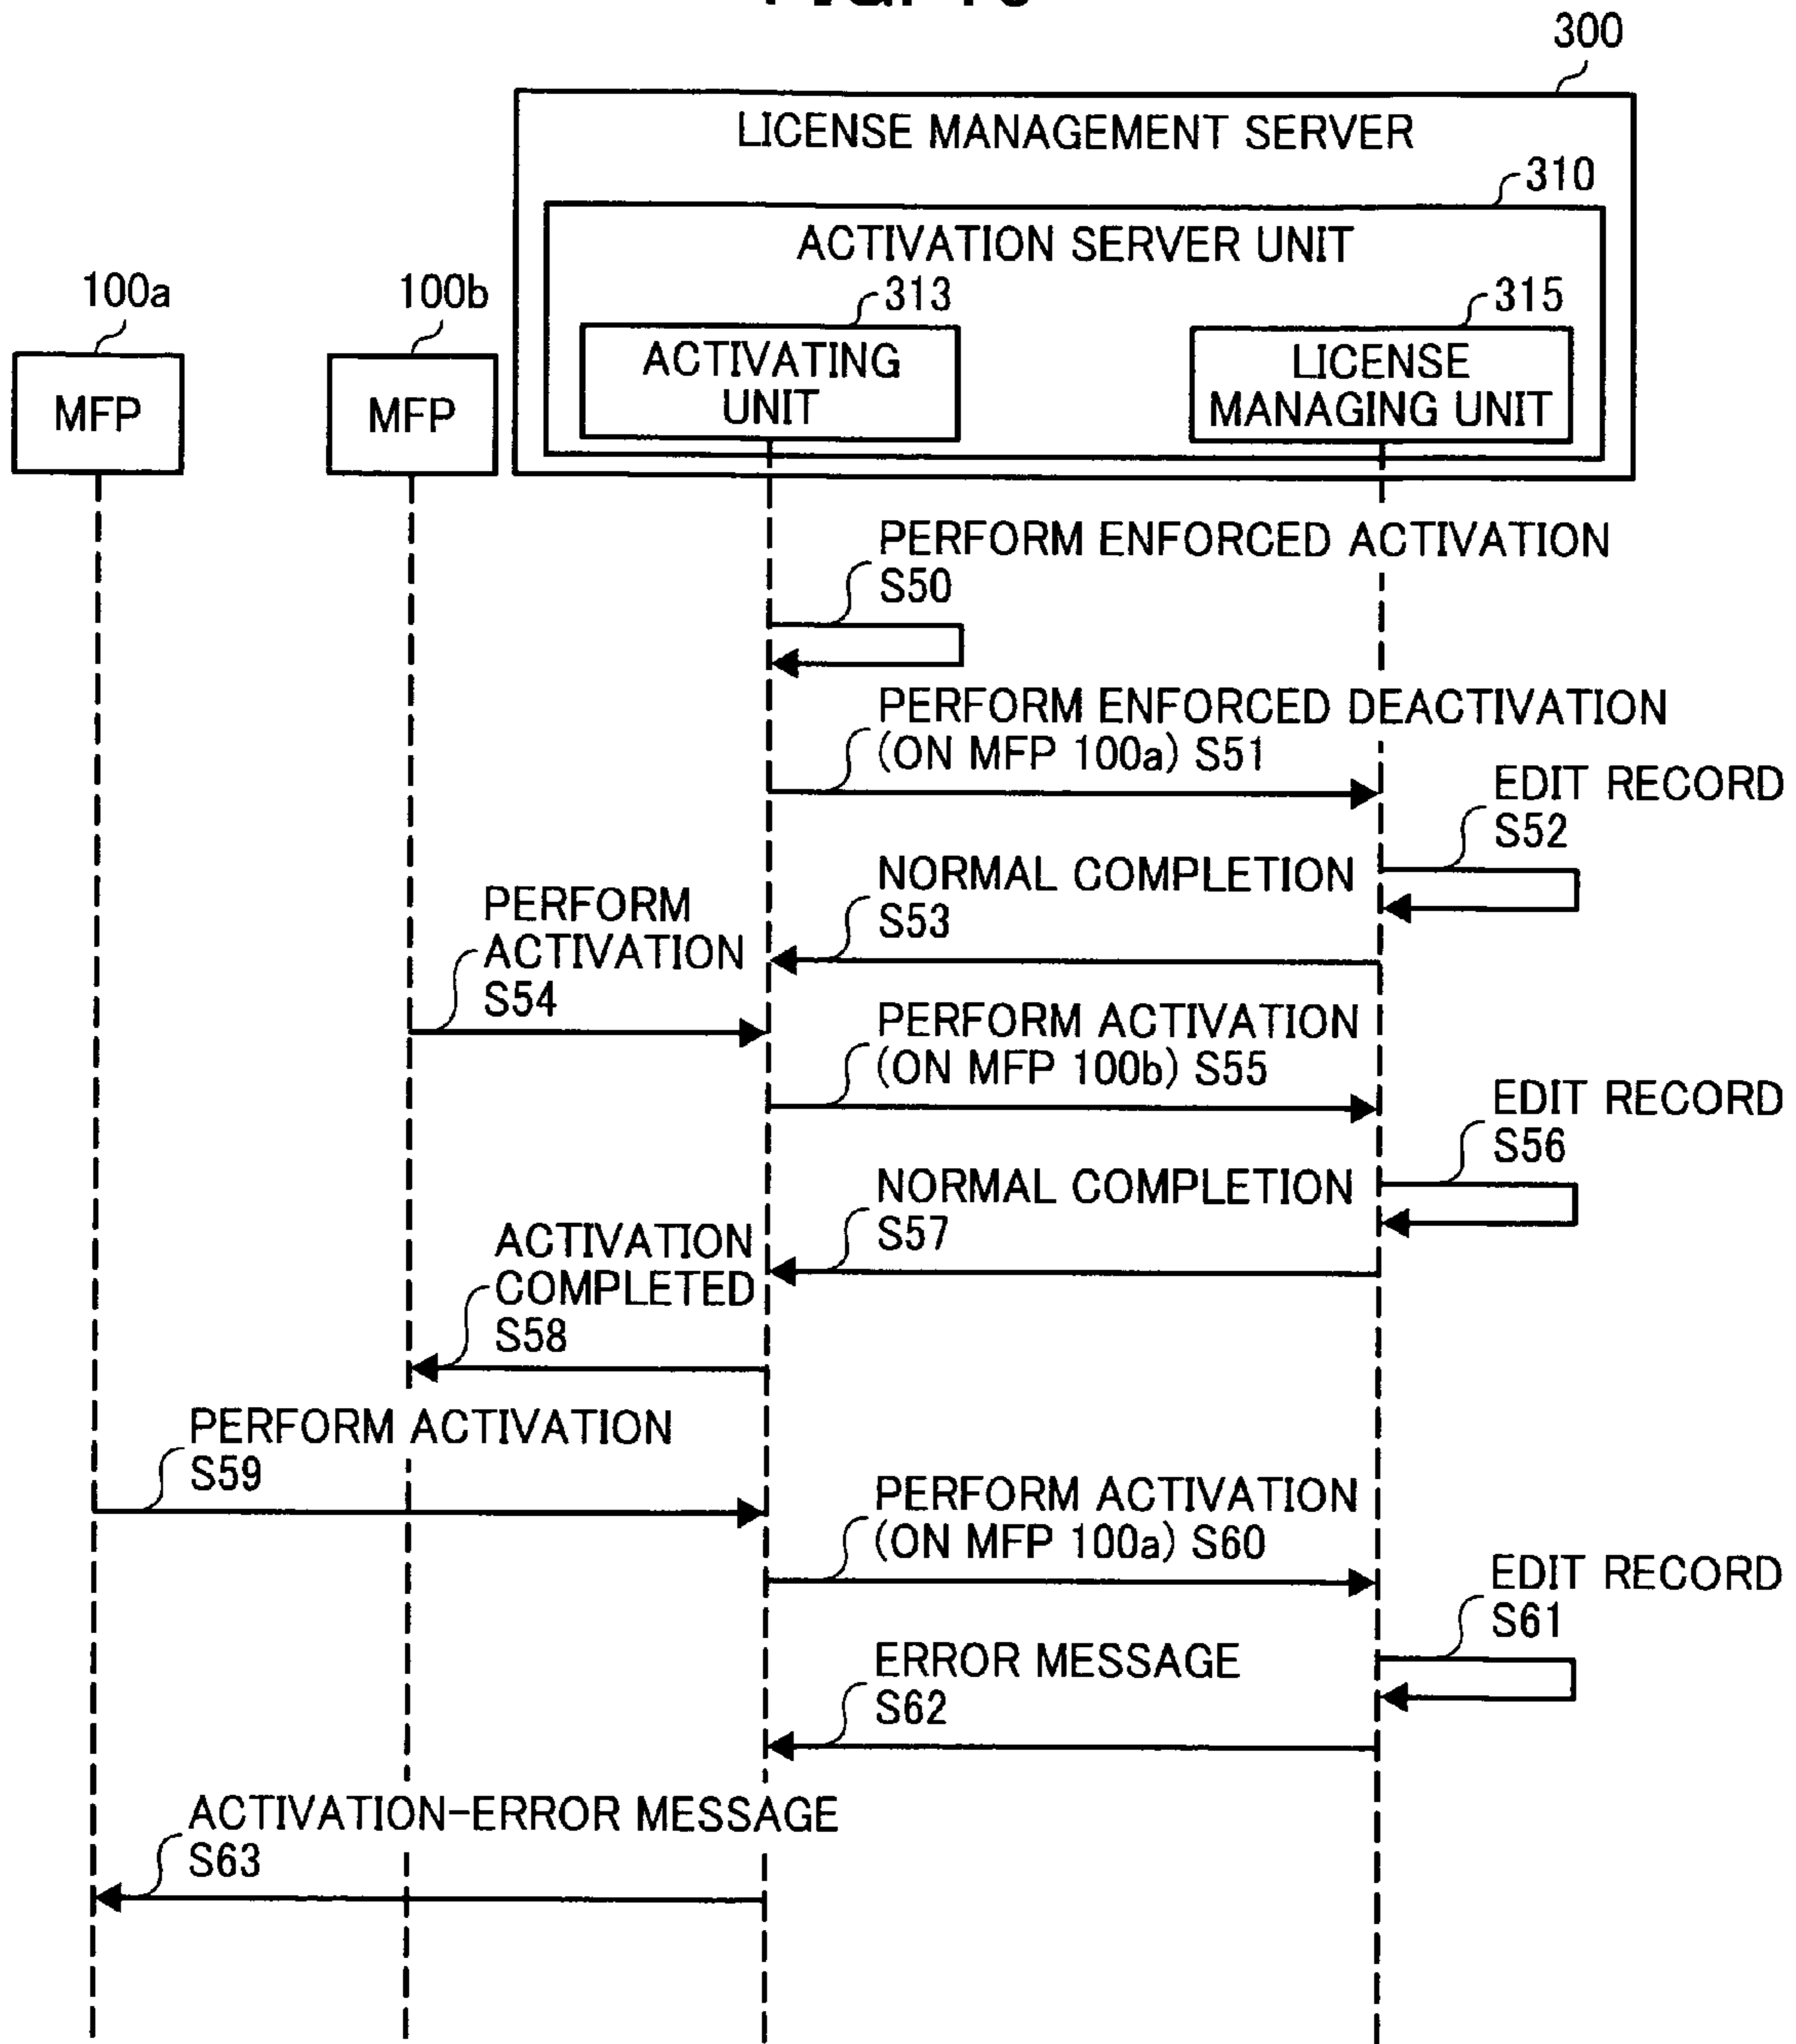 300
LICENSE MANAGEMENT SERVER
310
ACTIVATION SERVER UNIT
100a
100b
313
315
MFP
MFP
ACTIVATING
UNIT
LICENSE
MANAGING UNIT
PERFORM ENFORCED ACTIVATION
S50
PERFORM ENFORCED DEACTIVATION
(ON MFP 100a) S51
EDIT RECORD
S52
NORMAL COMPLETION
S53
PERFORM
ACTIVATION
S54
PERFORM ACTIVATION
(ON MFP 100b) S55
EDIT RECORD
S56
NORMAL COMPLETION
S57
ACTIVATION
COMPLETED
S58
PERFORM ACTIVATION
S59
PERFORM ACTIVATION
(ON MFP 100a) S60
EDIT RECORD
S61
ERROR MESSAGE
S62
ACTIVATION-ERROR MESSAGE
S63